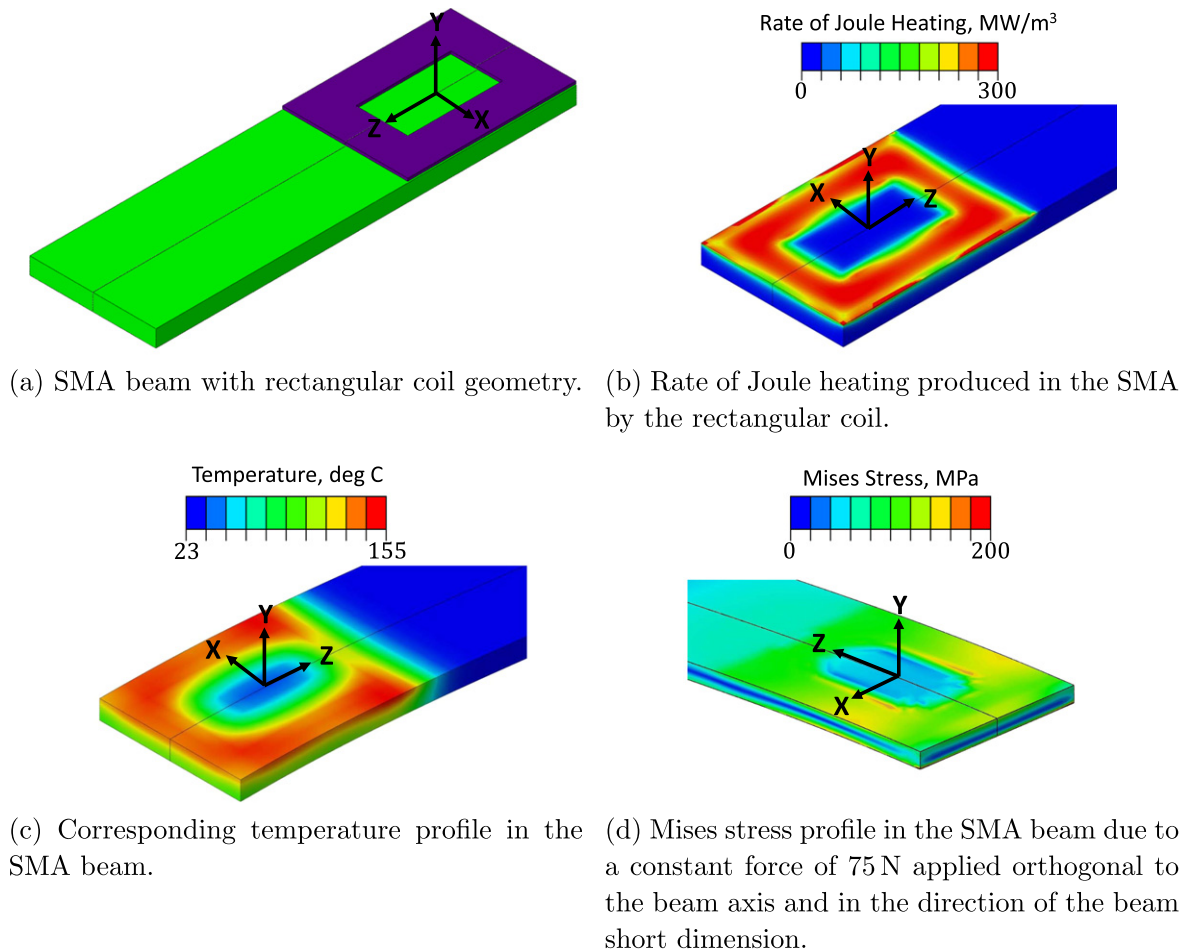 Y
Z
X
(a) SMA beam with rectangular coil geometry.
Rate of Joule Heating, MW/m³
0 300
Y
X
Z
(b) Rate of Joule heating produced in the SMA
by the rectangular coil.
Temperature, deg C
23 155
Y
X
Z
(c) Corresponding temperature profile in the
SMA beam.
Mises Stress, MPa
0 200
Y
Z
X
(d) Mises stress profile in the SMA beam due to
a constant force of 75 N applied orthogonal to
the beam axis and in the direction of the beam
short dimension.